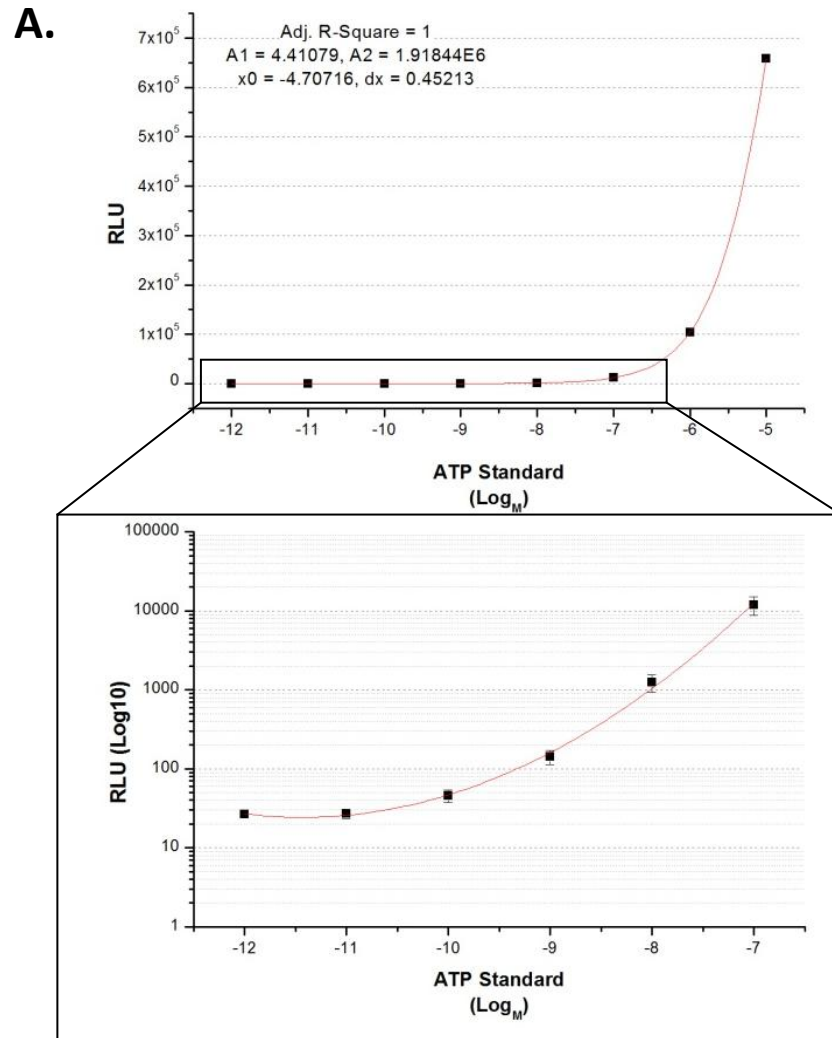 A.
Adj. R-Square = 1
A1 = 4.41079, A2 = 1.91844E6
x0 = -4.70716, dx = 0.45213
7x10⁵
6x10⁵
5x10⁵
4x10⁵
3x10⁵
2x10⁵
1x10⁵
0
RLU
-12 -11 -10 -9 -8 -7 -6 -5
ATP Standard
(Log_M)
100000
10000
1000
100
10
1
RLU (Log10)
-12 -11 -10 -9 -8 -7
ATP Standard
(Log_M)